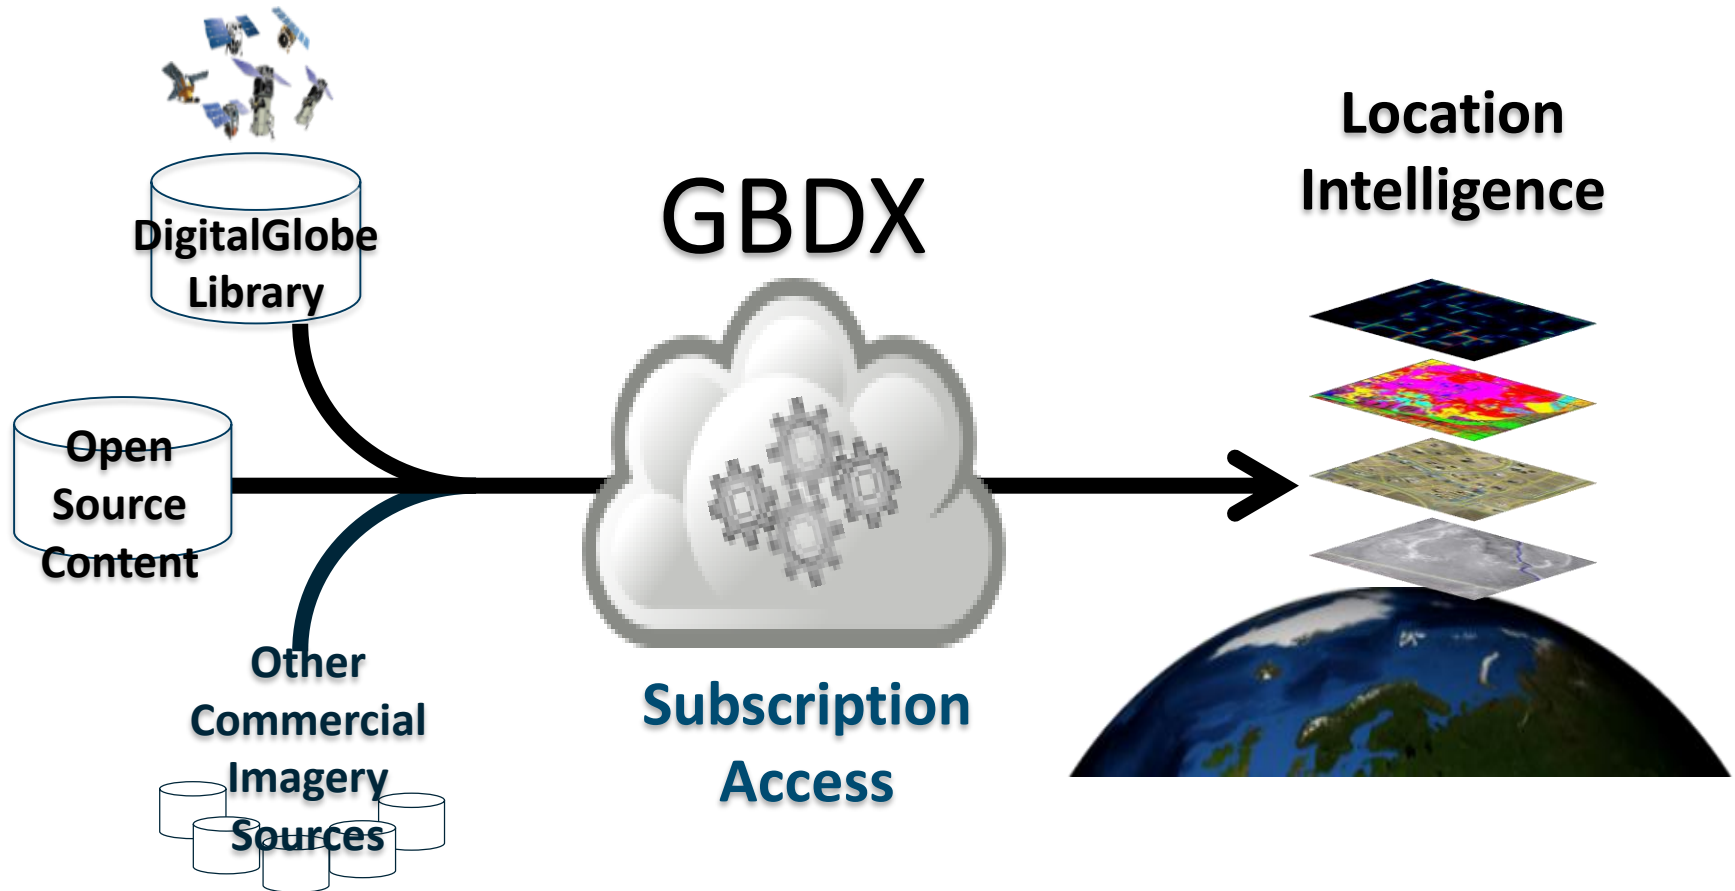 DigitalGlobe
Library
Open
Source
Content
Other
Commercial
Imagery
Sources
GBDX
Subscription
Access
Location
Intelligence